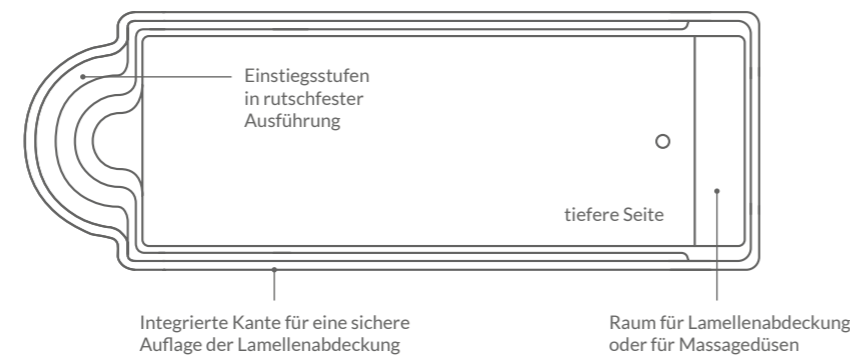 Einstiegsstufen
in rutschfester
Ausführung
tiefere Seite
Integrierte Kante für eine sichere
Auflage der Lamellenabdeckung
Raum für Lamellenabdeckung
oder für Massagedüsen